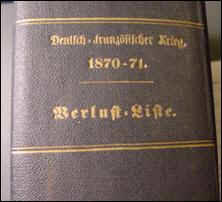 Deutsch-französischer Krieg.
1870-71.
Verlust-Liste.